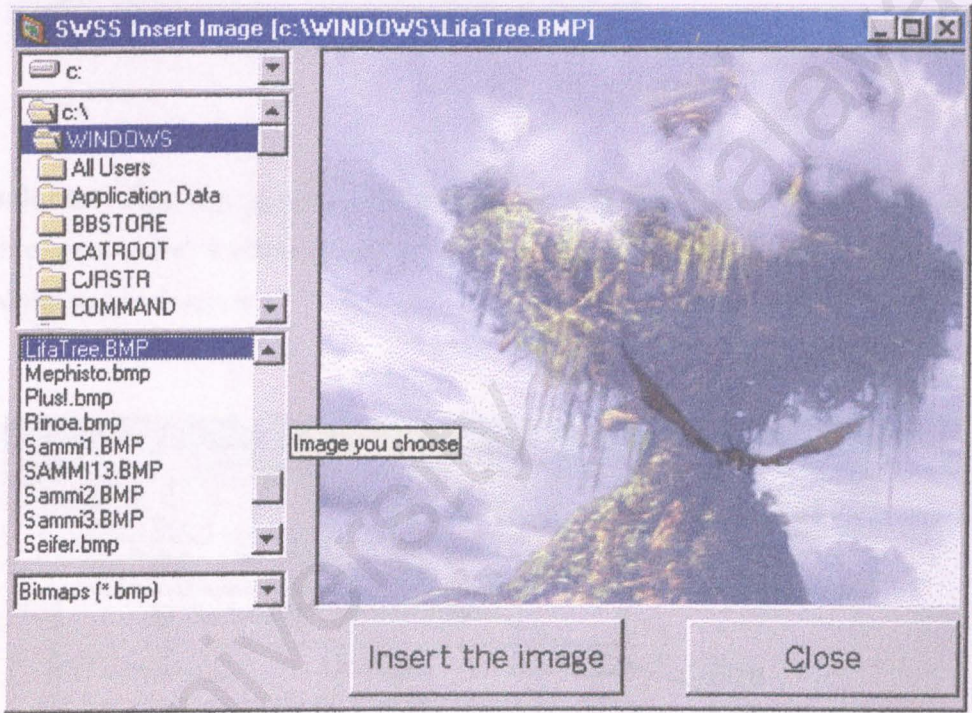 SWSS Insert Image [c:\WINDOWS\LifaTree.BMP]
c:
c:\
WINDOWS
All Users
Application Data
BBSTORE
CATROOT
CJRSTR
COMMAND
LifaTree.BMP
Mephisto.bmp
Plus!.bmp
Rinoa.bmp
Sammi1.BMP
SAMMI13.BMP
Sammi2.BMP
Sammi3.BMP
Seifer.bmp
Image you choose
Bitmaps (*.bmp)
Insert the image
Close
University
Malaya